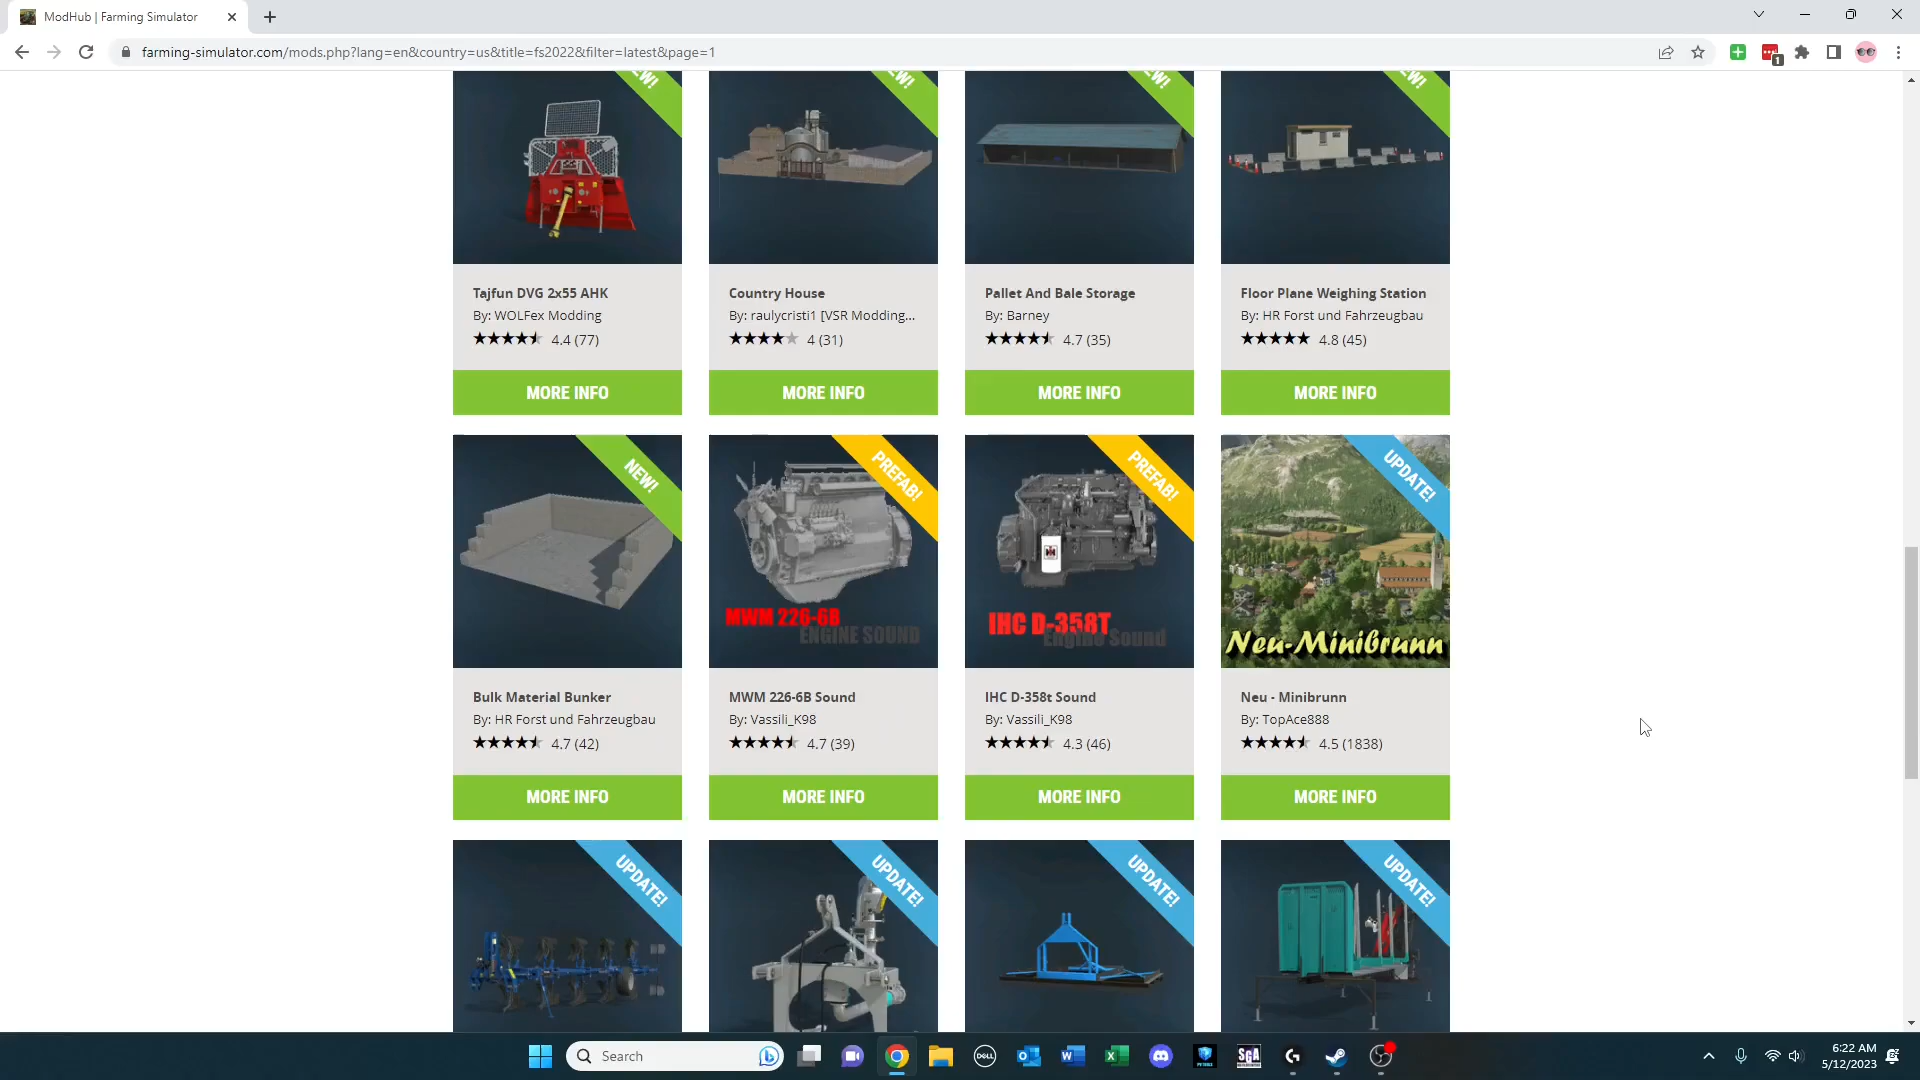 ModHub | Farming Simulator
farming-simulator.com/mods.php?lang=en&country=us&title=fs2022&filter=latest&page=1
1
Tajfun DVG 2x55 AHK
By: WOLFex Modding
4.4 (77)
MORE INFO
Country House
By: raulycristi1 [VSR Modding...
4 (31)
MORE INFO
Pallet And Bale Storage
By: Barney
4.7 (35)
MORE INFO
Floor Plane Weighing Station
By: HR Forst und Fahrzeugbau
4.8 (45)
MORE INFO
NEW!
Bulk Material Bunker
By: HR Forst und Fahrzeugbau
4.7 (42)
MORE INFO
PREFAB!
MWM 226-6B
ENGINE SOUND
MWM 226-6B Sound
By: Vassili_K98
4.7 (39)
MORE INFO
PREFAB!
IHC D-358T
Engine Sound
IHC D-358t Sound
By: Vassili_K98
4.3 (46)
MORE INFO
UPDATE!
Neu-Minibrunn
Neu - Minibrunn
By: TopAce888
4.5 (1838)
MORE INFO
UPDATE!
UPDATE!
UPDATE!
UPDATE!
Search
DELL
SGA
6:22 AM
5/12/2023